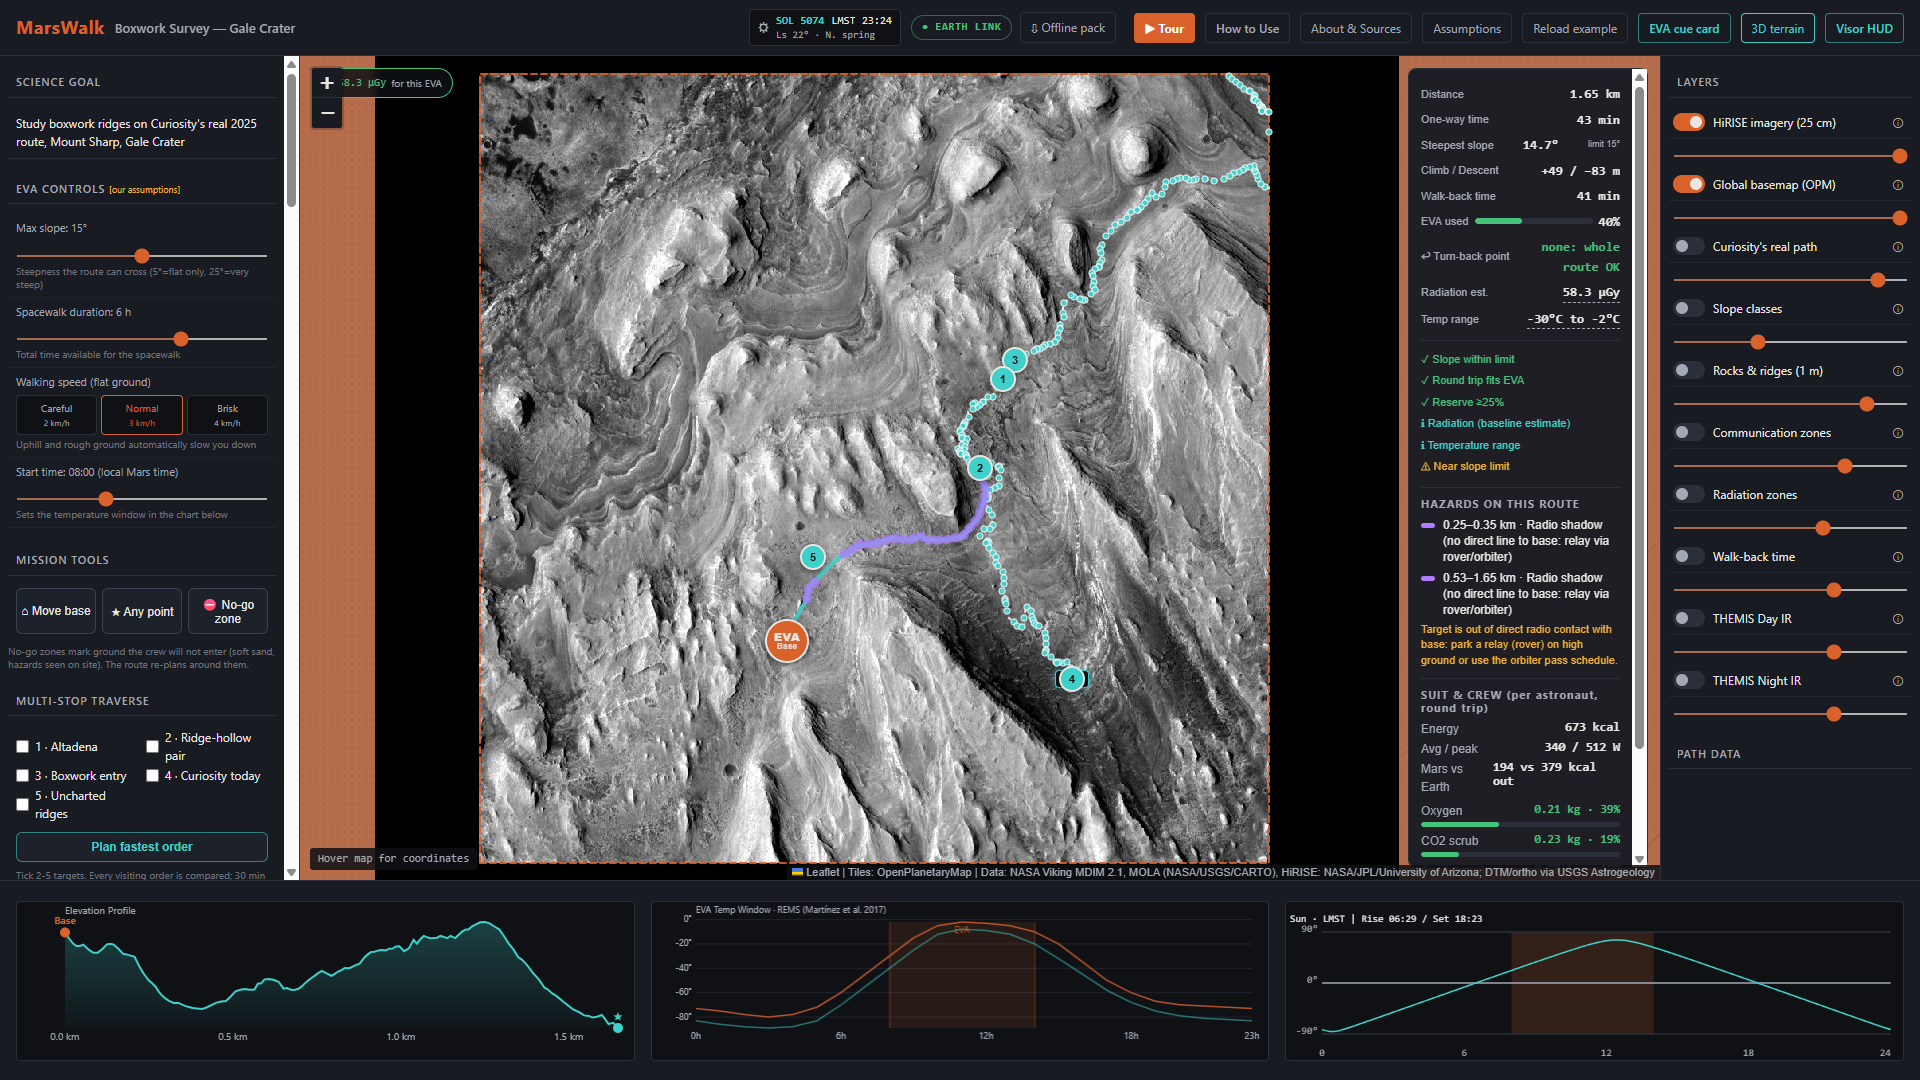 MarsWalk Boxwork Survey — Gale Crater
SOL 5074 LMST 23:24
Ls 22° · N. spring
● EARTH LINK
⇩ Offline pack
▶ Tour
How to Use
About & Sources
Assumptions
Reload example
EVA cue card
3D terrain
Visor HUD
SCIENCE GOAL
Study boxwork ridges on Curiosity's real 2025
route, Mount Sharp, Gale Crater
EVA CONTROLS [our assumptions]
Max slope: 15°
Steepness the route can cross (5°=flat only, 25°=very
steep)
Spacewalk duration: 6 h
Total time available for the spacewalk
Walking speed (flat ground)
Careful
2 km/h
Normal
3 km/h
Brisk
4 km/h
Uphill and rough ground automatically slow you down
Start time: 08:00 (local Mars time)
Sets the temperature window in the chart below
MISSION TOOLS
⌂ Move base
★ Any point
⛔ No-go
zone
No-go zones mark ground the crew will not enter (soft sand,
hazards seen on site). The route re-plans around them.
MULTI-STOP TRAVERSE
1 · Altadena
2 · Ridge-hollow
pair
3 · Boxwork entry
4 · Curiosity today
5 · Uncharted
ridges
Plan fastest order
Tick 2-5 targets. Every visiting order is compared; 30 min
+
−
58.3 µGy for this EVA
3
1
2
5
4
EVA
Base
Hover map for coordinates
Leaflet | Tiles: OpenPlanetaryMap | Data: NASA Viking MDIM 2.1, MOLA (NASA/USGS/CARTO), HiRISE: NASA/JPL/University of Arizona; DTM/ortho via USGS Astrogeology
Distance 1.65 km
One-way time 43 min
Steepest slope 14.7° limit 15°
Climb / Descent +49 / −83 m
Walk-back time 41 min
EVA used 40%
↩ Turn-back point none: whole
route OK
Radiation est. 58.3 µGy
Temp range -30°C to -2°C
✓ Slope within limit
✓ Round trip fits EVA
✓ Reserve ≥25%
ℹ Radiation (baseline estimate)
ℹ Temperature range
⚠ Near slope limit
HAZARDS ON THIS ROUTE
0.25–0.35 km · Radio shadow
(no direct line to base: relay via
rover/orbiter)
0.53–1.65 km · Radio shadow
(no direct line to base: relay via
rover/orbiter)
Target is out of direct radio contact with
base: park a relay (rover) on high
ground or use the orbiter pass schedule.
SUIT & CREW (per astronaut,
round trip)
Energy 673 kcal
Avg / peak 340 / 512 W
Mars vs
Earth 194 vs 379 kcal
out
Oxygen 0.21 kg · 39%
CO2 scrub 0.23 kg · 19%
LAYERS
HiRISE imagery (25 cm)
Global basemap (OPM)
Curiosity's real path
Slope classes
Rocks & ridges (1 m)
Communication zones
Radiation zones
Walk-back time
THEMIS Day IR
THEMIS Night IR
PATH DATA
Elevation Profile
Base
0.0 km 0.5 km 1.0 km 1.5 km
EVA Temp Window · REMS (Martínez et al. 2017)
0°
-20°
-40°
-60°
-80°
EVA
0h 6h 12h 18h 23h
Sun · LMST | Rise 06:29 / Set 18:23
90°
0°
-90°
0 6 12 18 24